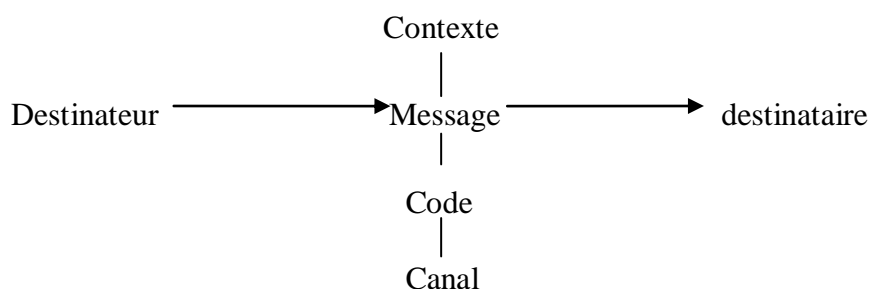 Contexte
Destinateur Message destinataire
Code
Canal